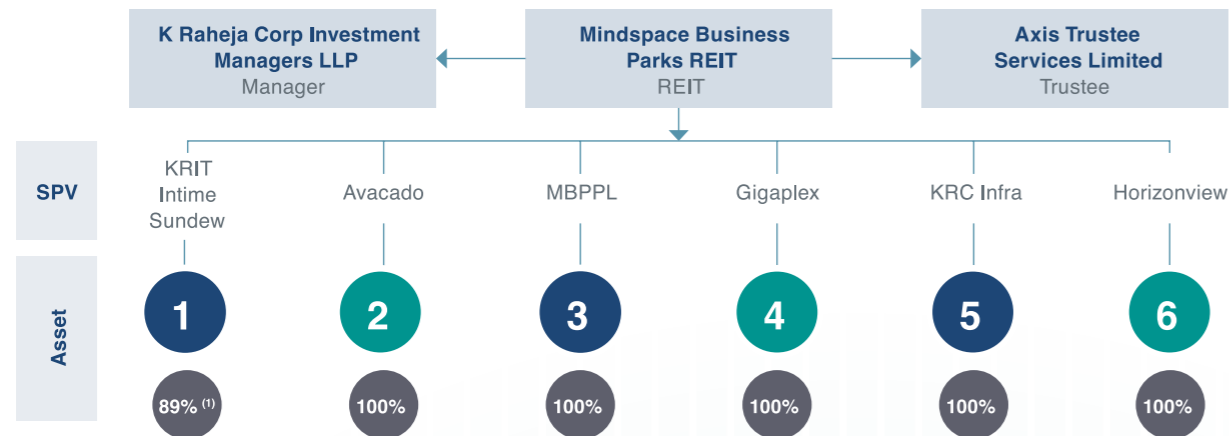 K Raheja Corp Investment
Managers LLP
Manager
Mindspace Business
Parks REIT
REIT
Axis Trustee
Services Limited
Trustee
SPV
KRIT
Intime
Sundew
Avacado
MBPPL
Gigaplex
KRC Infra
Horizonview
Asset
1
2
3
4
5
6
89% (1)
100%
100%
100%
100%
100%